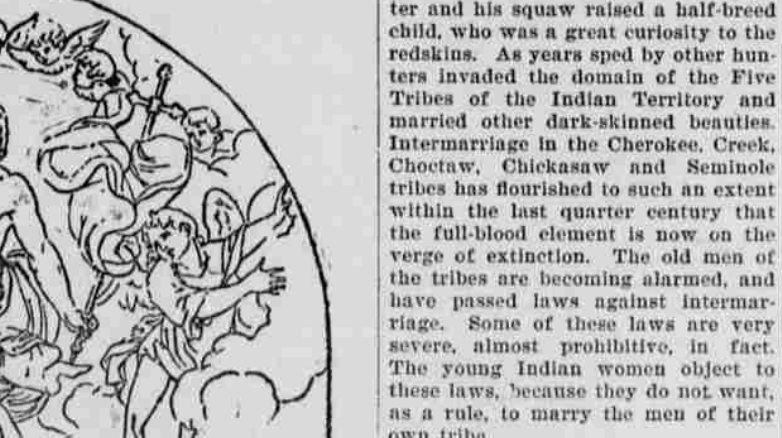 ter and his squaw raised a half-breed
child, who was a great curiosity to the
redskins. As years sped by other hun-
ters invaded the domain of the Five
Tribes of the Indian Territory and
married other dark-skinned beauties.
Intermarriage in the Cherokee, Creek,
Choctaw, Chickasaw and Seminole
tribes has flourished to such an extent
within the last quarter century that
the full-blood element is now on the
verge of extinction. The old men of
the tribes are becoming alarmed, and
have passed laws against intermar-
riage. Some of these laws are very
severe, almost prohibitive, in fact.
The young Indian women object to
these laws, because they do not want,
as a rule, to marry the men of their
own tribe